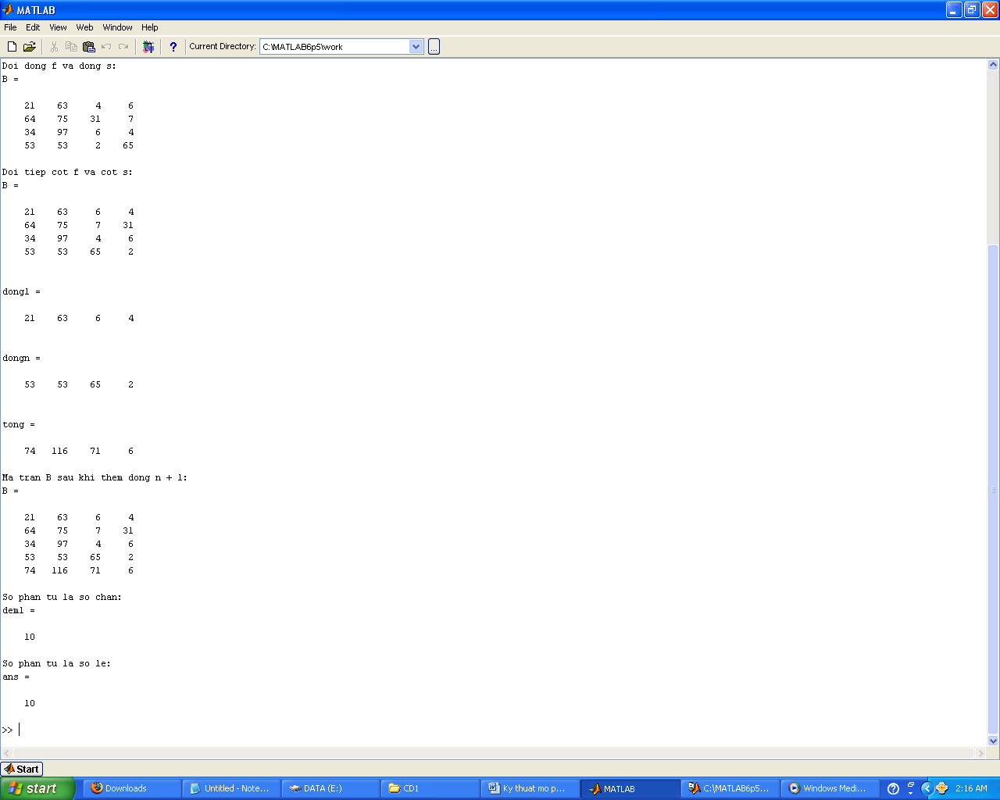 MATLAB
File Edit View Web Window Help
Current Directory: C:\MATLAB6p5\work ...
Doi dong f va dong s:
B =
21 63 4 6
64 75 31 7
34 97 6 4
53 53 2 65
Doi tiep cot f va cot s:
B =
21 63 6 4
64 75 7 31
34 97 4 6
53 53 65 2
dong1 =
21 63 6 4
dongn =
53 53 65 2
tong =
74 116 71 6
Ma tran B sau khi them dong n + 1:
B =
21 63 6 4
64 75 7 31
34 97 4 6
53 53 65 2
74 116 71 6
So phan tu la so chan:
dem1 =
10
So phan tu la so le:
ans =
10
>>
Start
start Downloads Untitled - Note... DATA (E:) CD1 Ky thuat mo p... MATLAB C:\MATLAB6p5... Windows Medi... 2:16 AM